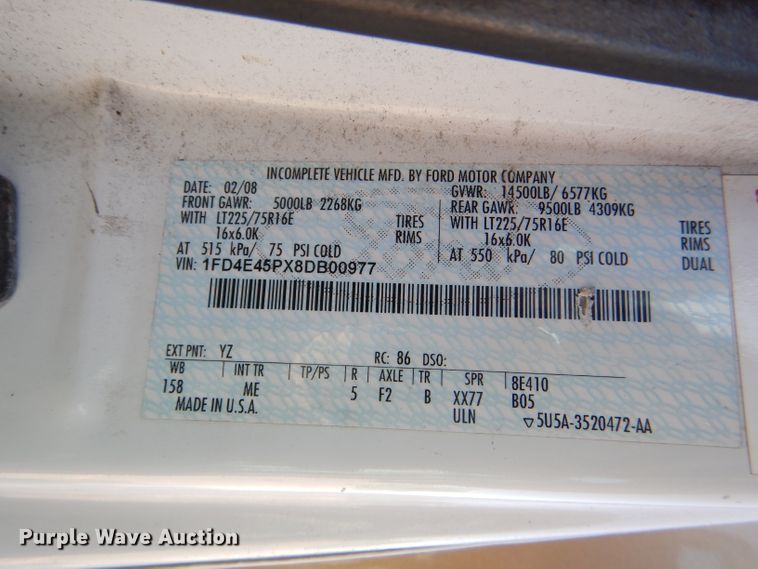 INCOMPLETE VEHICLE MFD. BY FORD MOTOR COMPANY
DATE: 02/08 GVWR: 14500LB/ 6577KG
FRONT GAWR: 5000LB 2268KG REAR GAWR: 9500LB 4309KG
WITH LT225/75R16E TIRES WITH LT225/75R16E TIRES
16x6.0K RIMS 16x6.0K RIMS
AT 515 kPa/ 75 PSI COLD AT 550 kPa/ 80 PSI COLD DUAL
VIN: 1FD4E45PX8DB00977
EXT PNT: YZ RC: 86 DSO:
WB INT TR TP/PS R AXLE TR SPR 8E410
158 ME 5 F2 B XX77 B05
MADE IN U.S.A. ULN ▽5U5A-3520472-AA
Purple Wave Auction